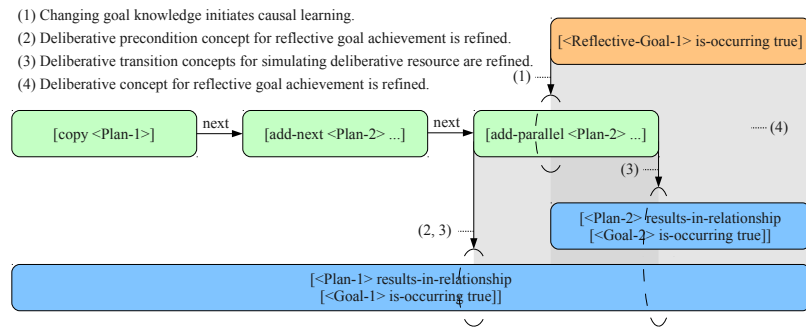 (1) Changing goal knowledge initiates causal learning.
(2) Deliberative precondition concept for reflective goal achievement is refined.
(3) Deliberative transition concepts for simulating deliberative resource are refined.
(4) Deliberative concept for reflective goal achievement is refined.
[<Reflective-Goal-1> is-occurring true]
(1)
[copy <Plan-1>]
next
[add-next <Plan-2> ...]
next
[add-parallel <Plan-2> ...]
(4)
(3)
[<Plan-2> results-in-relationship
[<Goal-2> is-occurring true]]
(2, 3)
[<Plan-1> results-in-relationship
[<Goal-1> is-occurring true]]